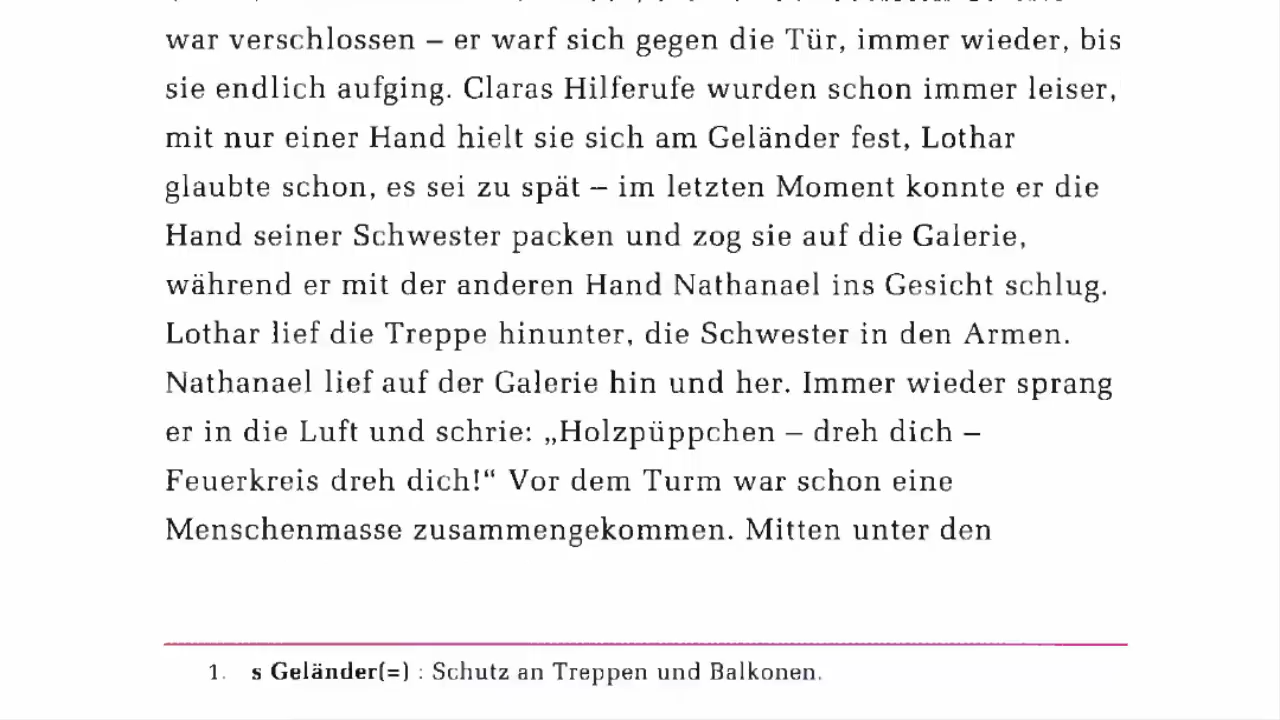 war verschlossen – er warf sich gegen die Tür, immer wieder, bis
sie endlich aufging. Claras Hilferufe wurden schon immer leiser,
mit nur einer Hand hielt sie sich am Geländer fest, Lothar
glaubte schon, es sei zu spät – im letzten Moment konnte er die
Hand seiner Schwester packen und zog sie auf die Galerie,
während er mit der anderen Hand Nathanael ins Gesicht schlug.
Lothar lief die Treppe hinunter, die Schwester in den Armen.
Nathanael lief auf der Galerie hin und her. Immer wieder sprang
er in die Luft und schrie: „Holzpüppchen – dreh dich –
Feuerkreis dreh dich!“ Vor dem Turm war schon eine
Menschenmasse zusammengekommen. Mitten unter den
1. s Geländer(=) : Schutz an Treppen und Balkonen.